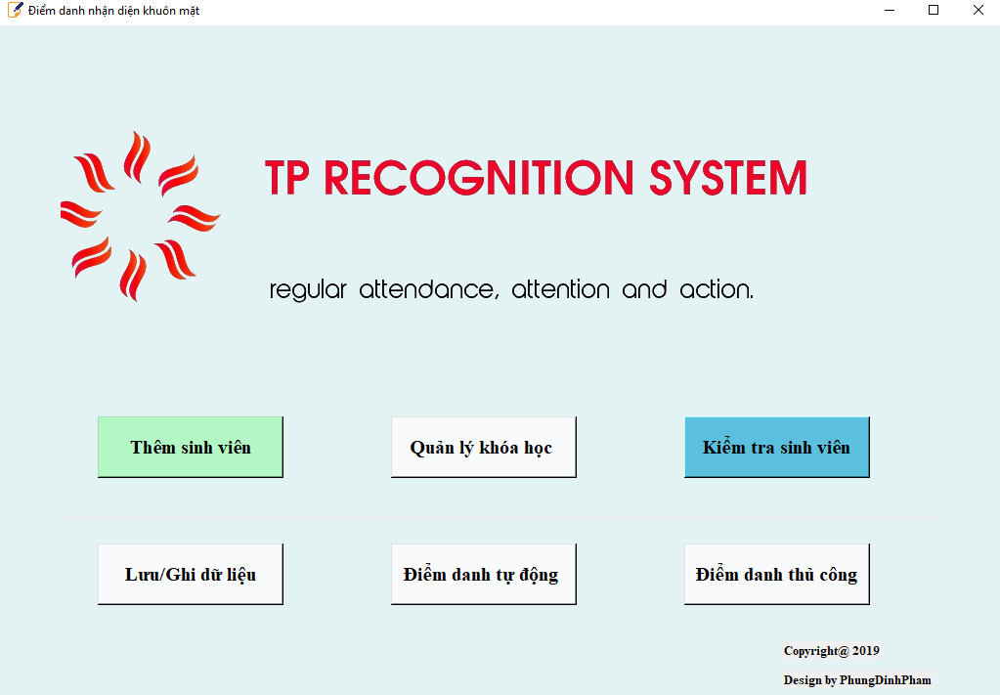 Điểm danh nhận diện khuôn mặt
TP RECOGNITION SYSTEM
regular attendance, attention and action.
Thêm sinh viên
Quản lý khóa học
Kiểm tra sinh viên
Lưu/Ghi dữ liệu
Điểm danh tự động
Điểm danh thủ công
Copyright@ 2019
Design by PhungDinhPham